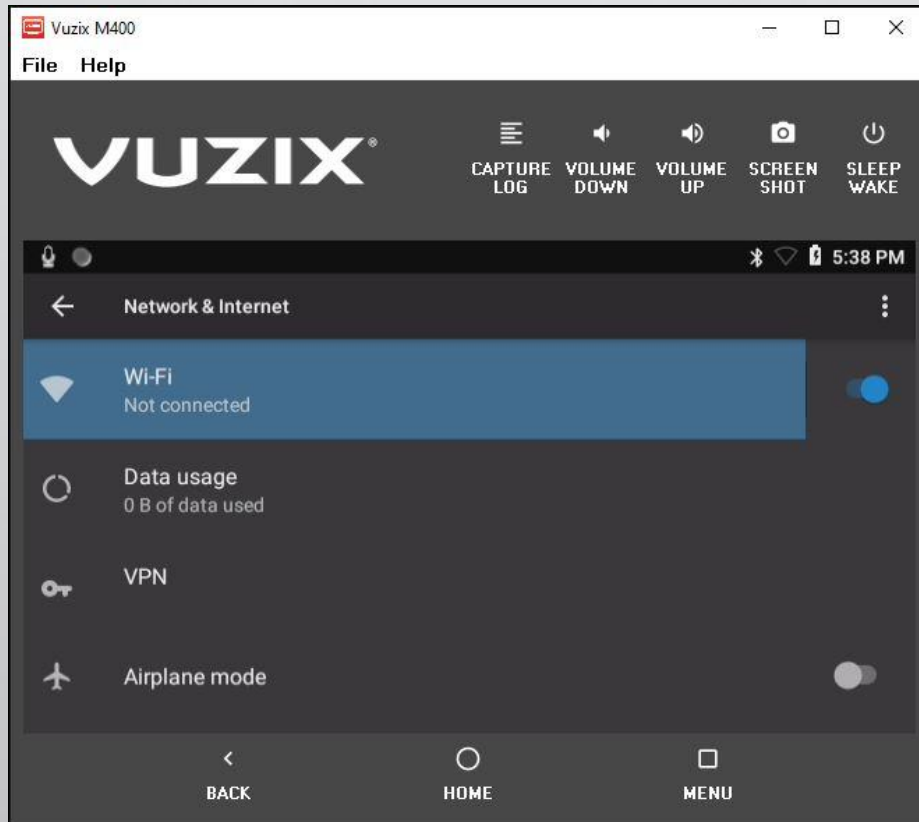 Vuzix M400
File Help
VUZIX®
CAPTURE LOG
VOLUME DOWN
VOLUME UP
SCREEN SHOT
SLEEP WAKE
5:38 PM
Network & Internet
Wi-Fi
Not connected
Data usage
0 B of data used
VPN
Airplane mode
BACK HOME MENU